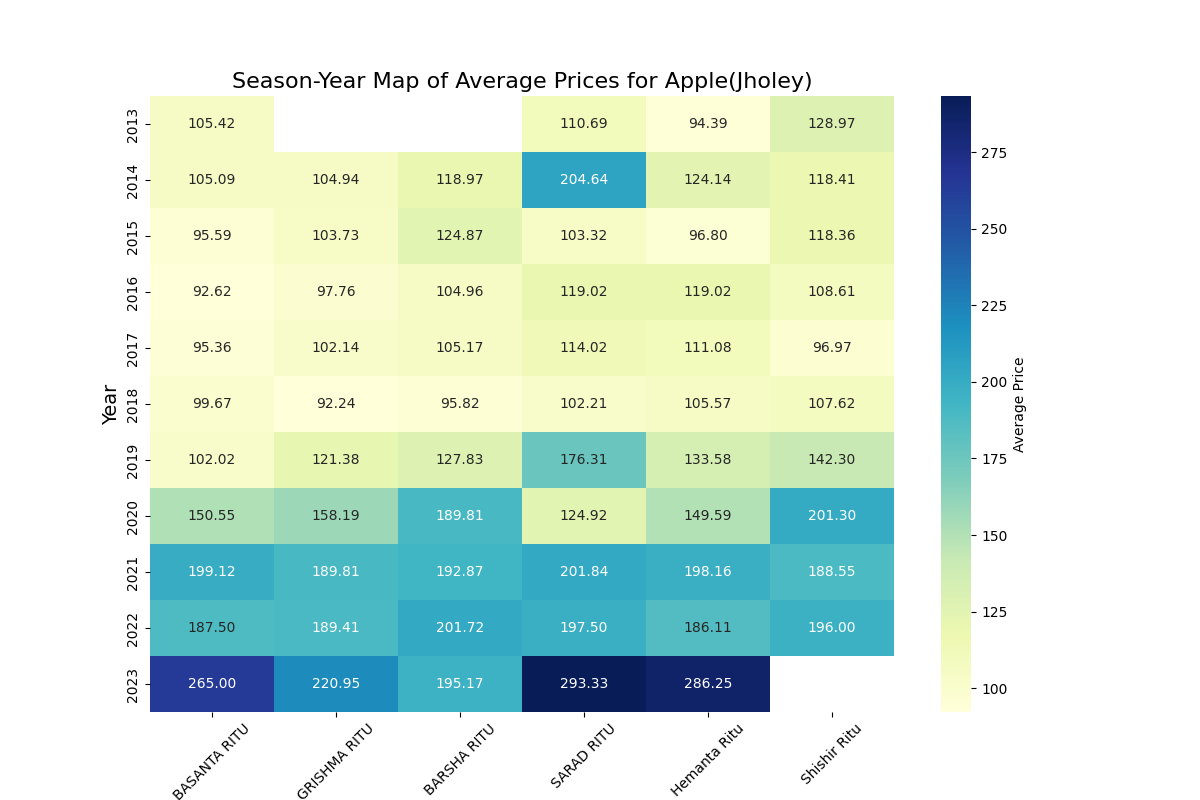 Season-Year Map of Average Prices for Apple(Jholey)
2013 105.42 110.69 94.39 128.97
2014 105.09 104.94 118.97 204.64 124.14 118.41
2015 95.59 103.73 124.87 103.32 96.80 118.36
2016 92.62 97.76 104.96 119.02 119.02 108.61
2017 95.36 102.14 105.17 114.02 111.08 96.97
2018 99.67 92.24 95.82 102.21 105.57 107.62
2019 102.02 121.38 127.83 176.31 133.58 142.30
2020 150.55 158.19 189.81 124.92 149.59 201.30
2021 199.12 189.81 192.87 201.84 198.16 188.55
2022 187.50 189.41 201.72 197.50 186.11 196.00
2023 265.00 220.95 195.17 293.33 286.25
Year
BASANTA RITU
GRISHMA RITU
BARSHA RITU
SARAD RITU
Hemanta Ritu
Shishir Ritu
275
250
225
200
175
150
125
100
Average Price